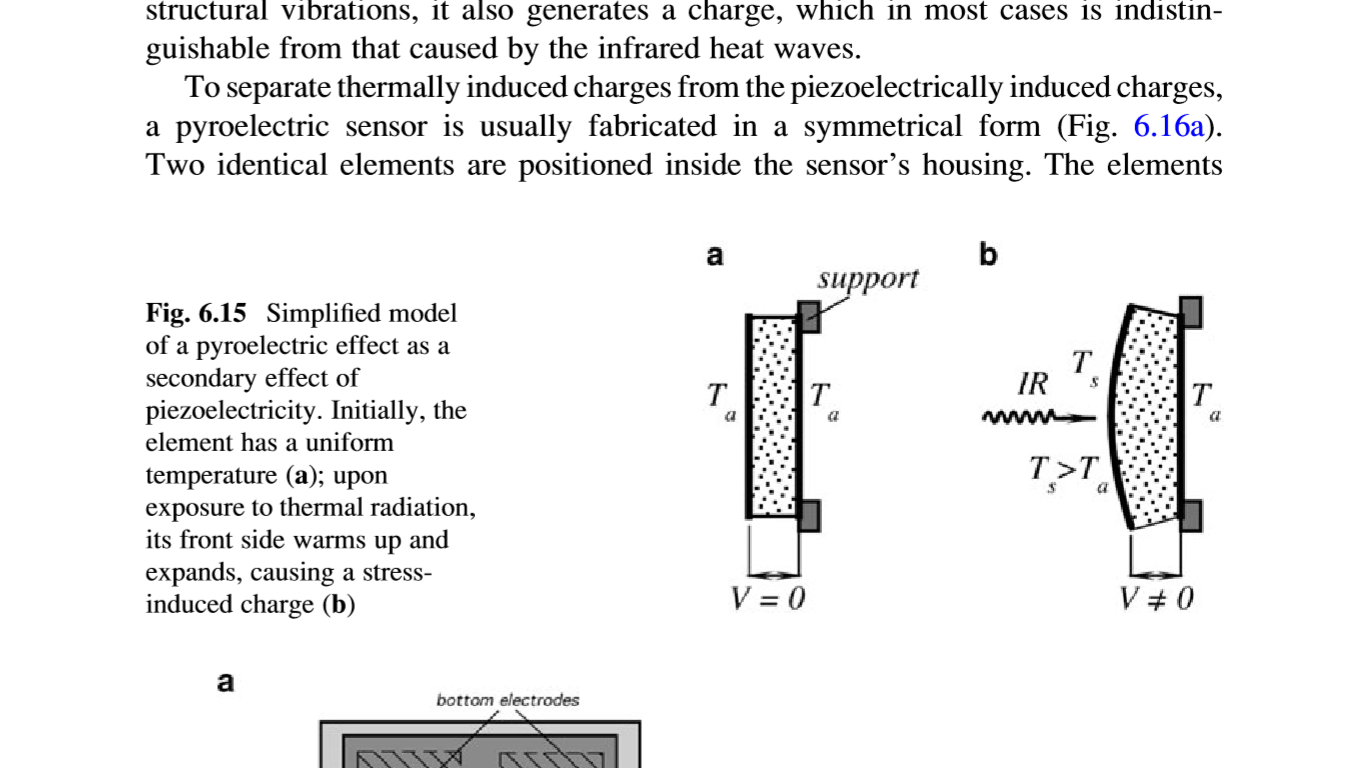 structural vibrations, it also generates a charge, which in most cases is indistin-
guishable from that caused by the infrared heat waves.
To separate thermally induced charges from the piezoelectrically induced charges,
a pyroelectric sensor is usually fabricated in a symmetrical form (Fig. 6.16a).
Two identical elements are positioned inside the sensor's housing. The elements
Fig. 6.15 Simplified model
of a pyroelectric effect as a
secondary effect of
piezoelectricity. Initially, the
element has a uniform
temperature (a); upon
exposure to thermal radiation,
its front side warms up and
expands, causing a stress-
induced charge (b)
a
support
Ta
Ta
V = 0
b
IR
Ts
Ts>Ta
Ta
V ≠ 0
a
bottom electrodes